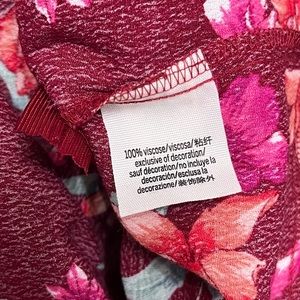 100% viscose/viscosa/粘纤
exclusive of decoration/
sauf décoration/no incluye la
decoración/esclusa la
decorazione/装饰除外